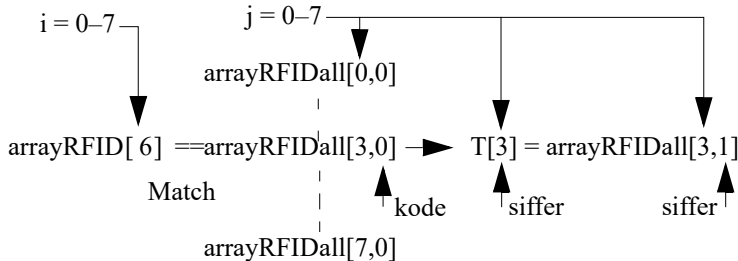 i = 0–7 j = 0–7
arrayRFIDall[0,0]
arrayRFID[ 6] ==arrayRFIDall[3,0] T[3] = arrayRFIDall[3,1]
Match kode siffer siffer
arrayRFIDall[7,0]